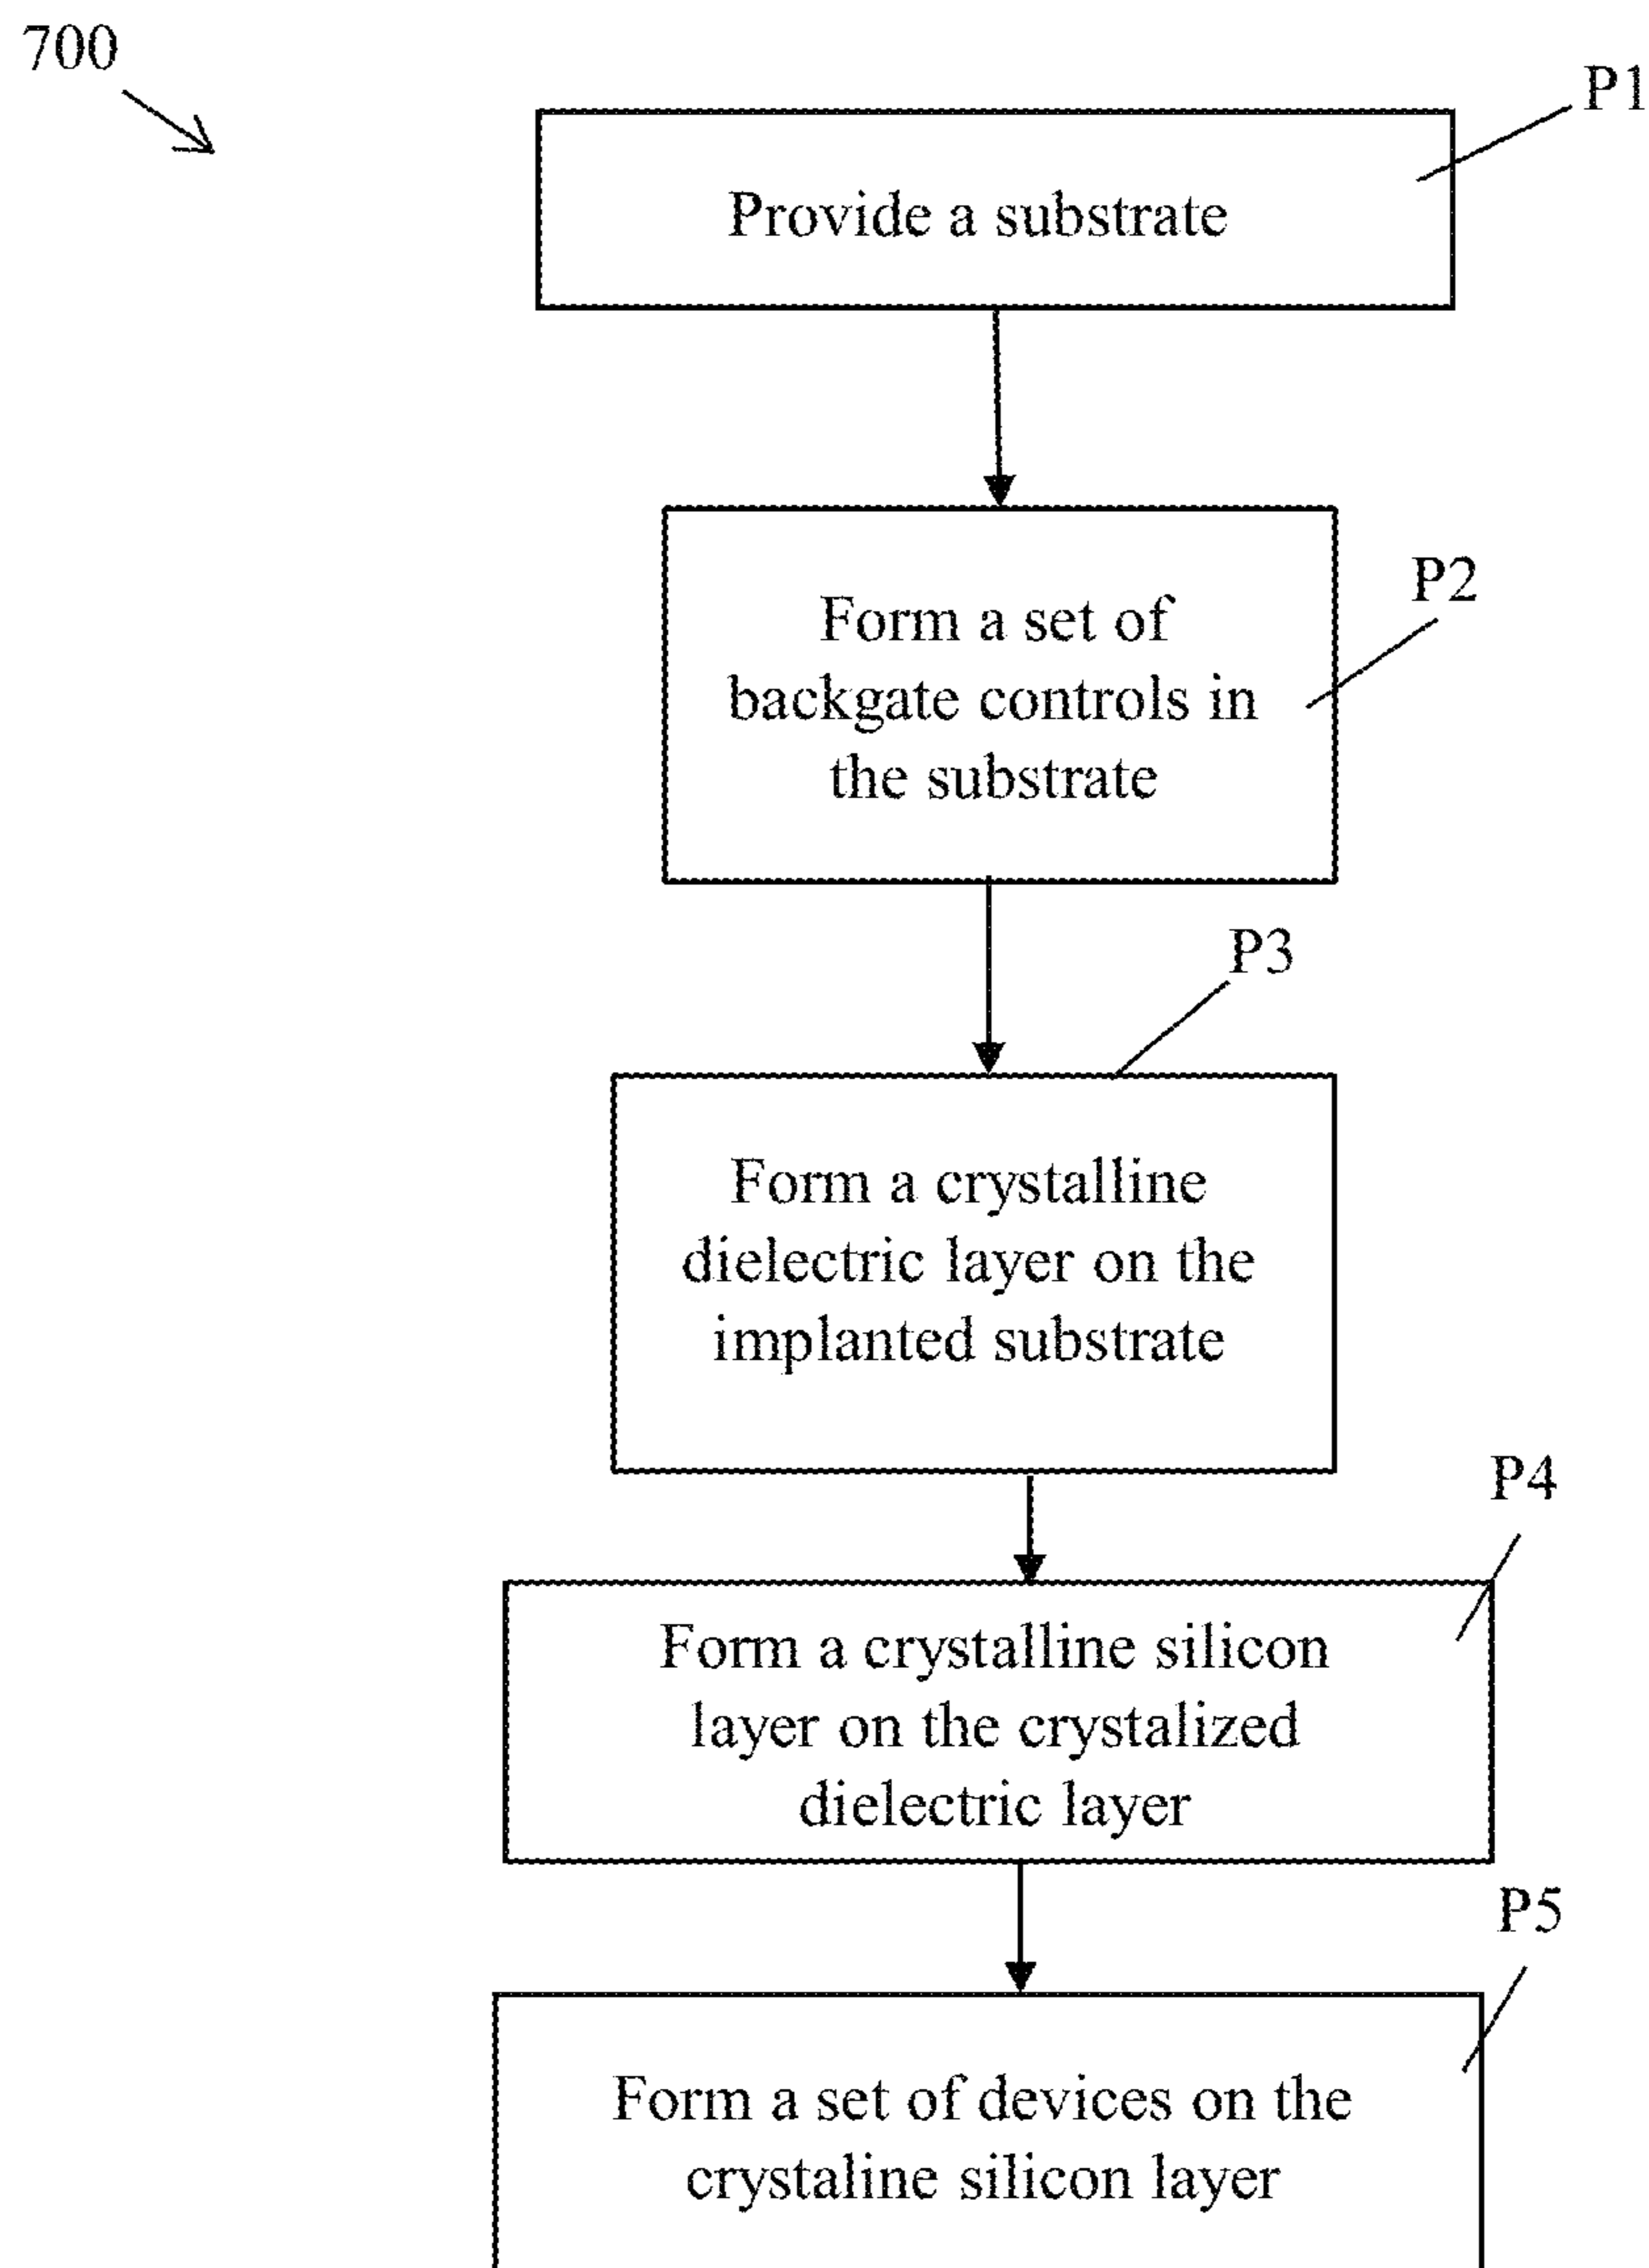 700
P1
Provide a substrate
P2
Form a set of
backgate controls in
the substrate
P3
Form a crystalline
dielectric layer on the
implanted substrate
P4
Form a crystalline silicon
layer on the crystalized
dielectric layer
P5
Form a set of devices on the
crystaline silicon layer